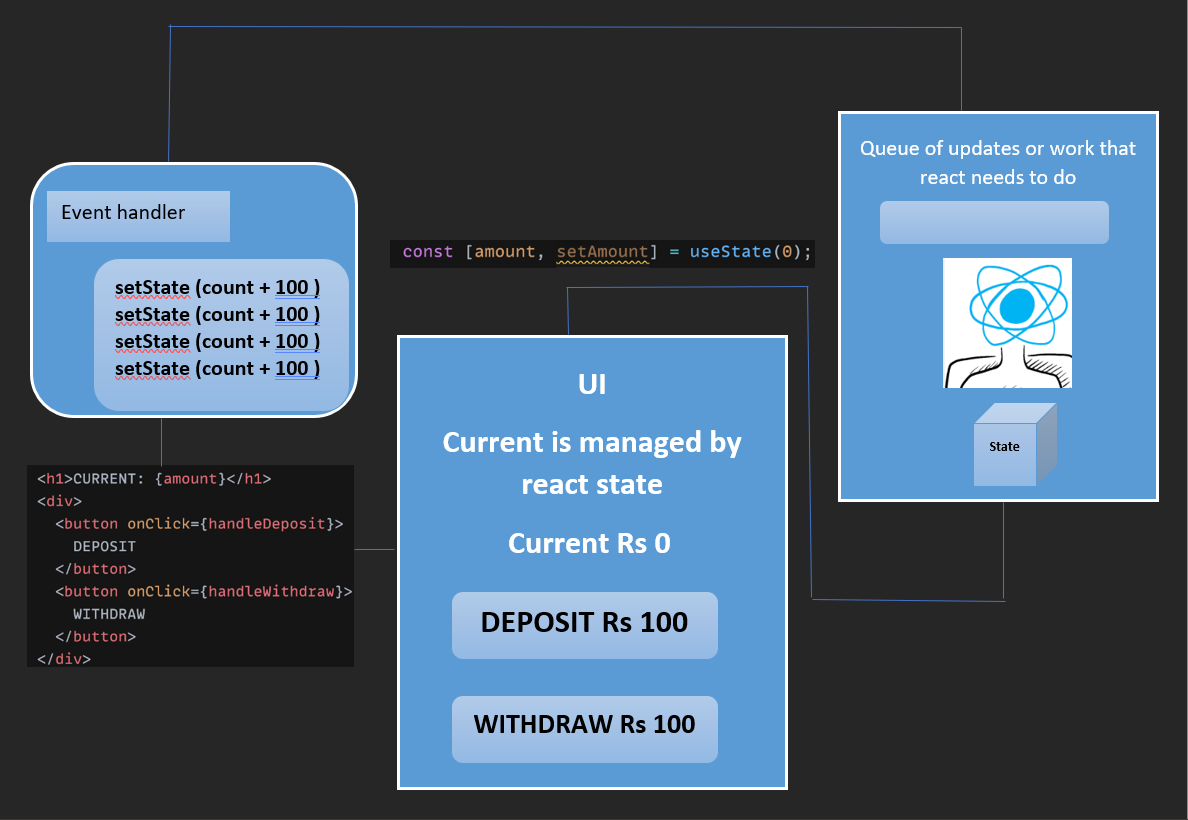 Queue of updates or work that
react needs to do
Event handler
setState (count + 100 )
setState (count + 100 )
setState (count + 100 )
setState (count + 100 )
const [amount, setAmount] = useState(0);
State
<h1>CURRENT: {amount}</h1>
<div>
<button onClick={handleDeposit}>
DEPOSIT
</button>
<button onClick={handleWithdraw}>
WITHDRAW
</button>
</div>
UI
Current is managed by
react state
Current Rs 0
DEPOSIT Rs 100
WITHDRAW Rs 100